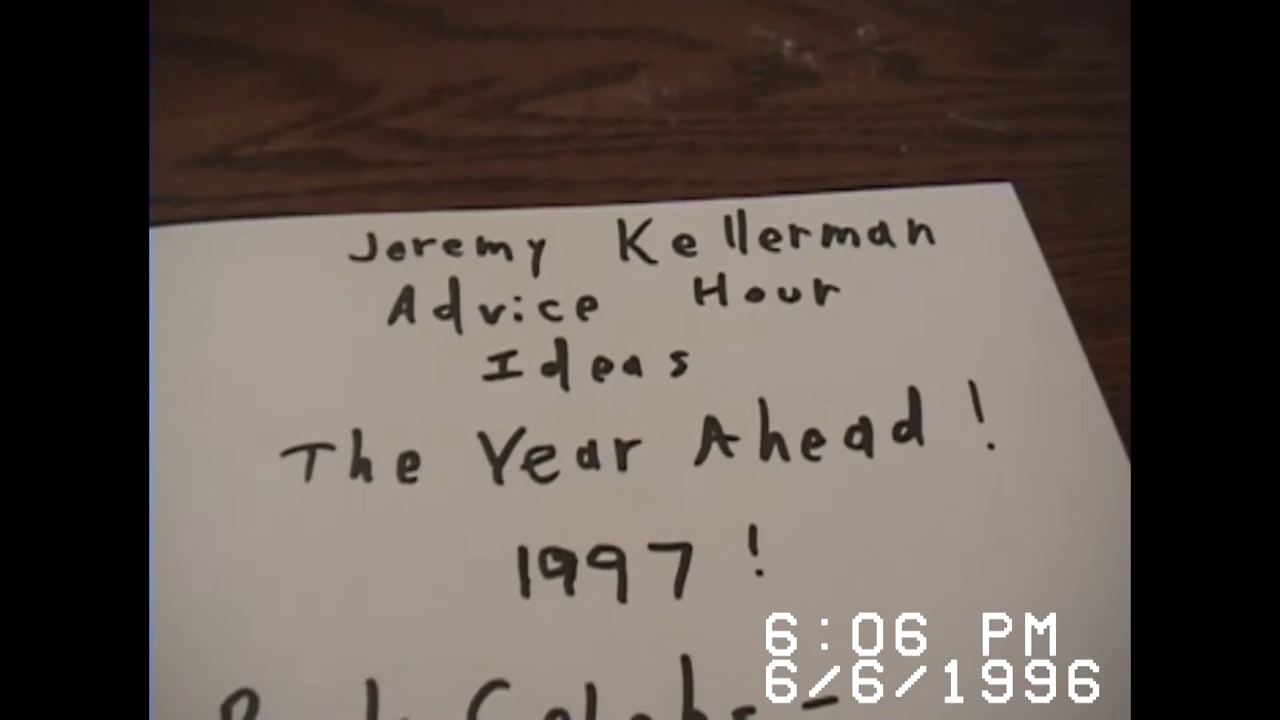 Jeremy Kellerman
Advice Hour
Ideas
The Year Ahead!
1997!
6:06 PM
6/6/1996